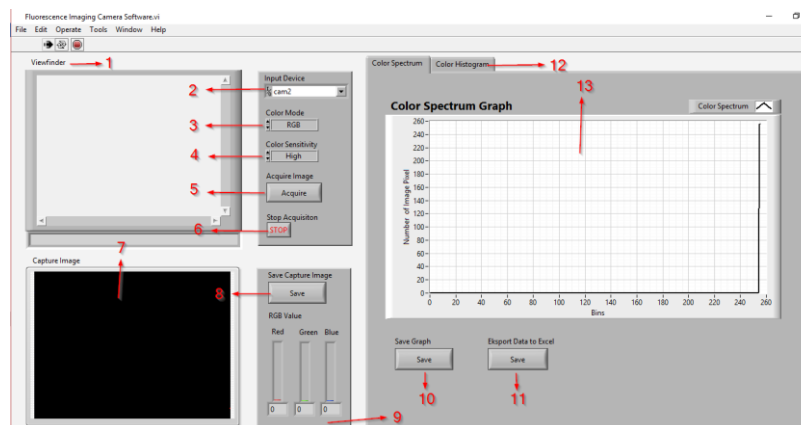 Fluorescence Imaging Camera Software.vi
File Edit Operate Tools Window Help
Viewfinder 1
Input Device
2 cam2
Color Mode
3 RGB
Color Sensitivity
4 High
Acquire Image
5 Acquire
Stop Acquisiton
6 STOP
Capture Image
7
Save Capture Image
8 Save
RGB Value
Red Green Blue
0 0 0
9
Color Spectrum Color Histogram 12
13
Color Spectrum Graph Color Spectrum
Number of Image Pixel
260
240
220
200
180
160
140
120
100
80
60
40
20
0
0 20 40 60 80 100 120 140 160 180 200 220 240 260
Bins
Save Graph Eksport Data to Excel
Save Save
10 11